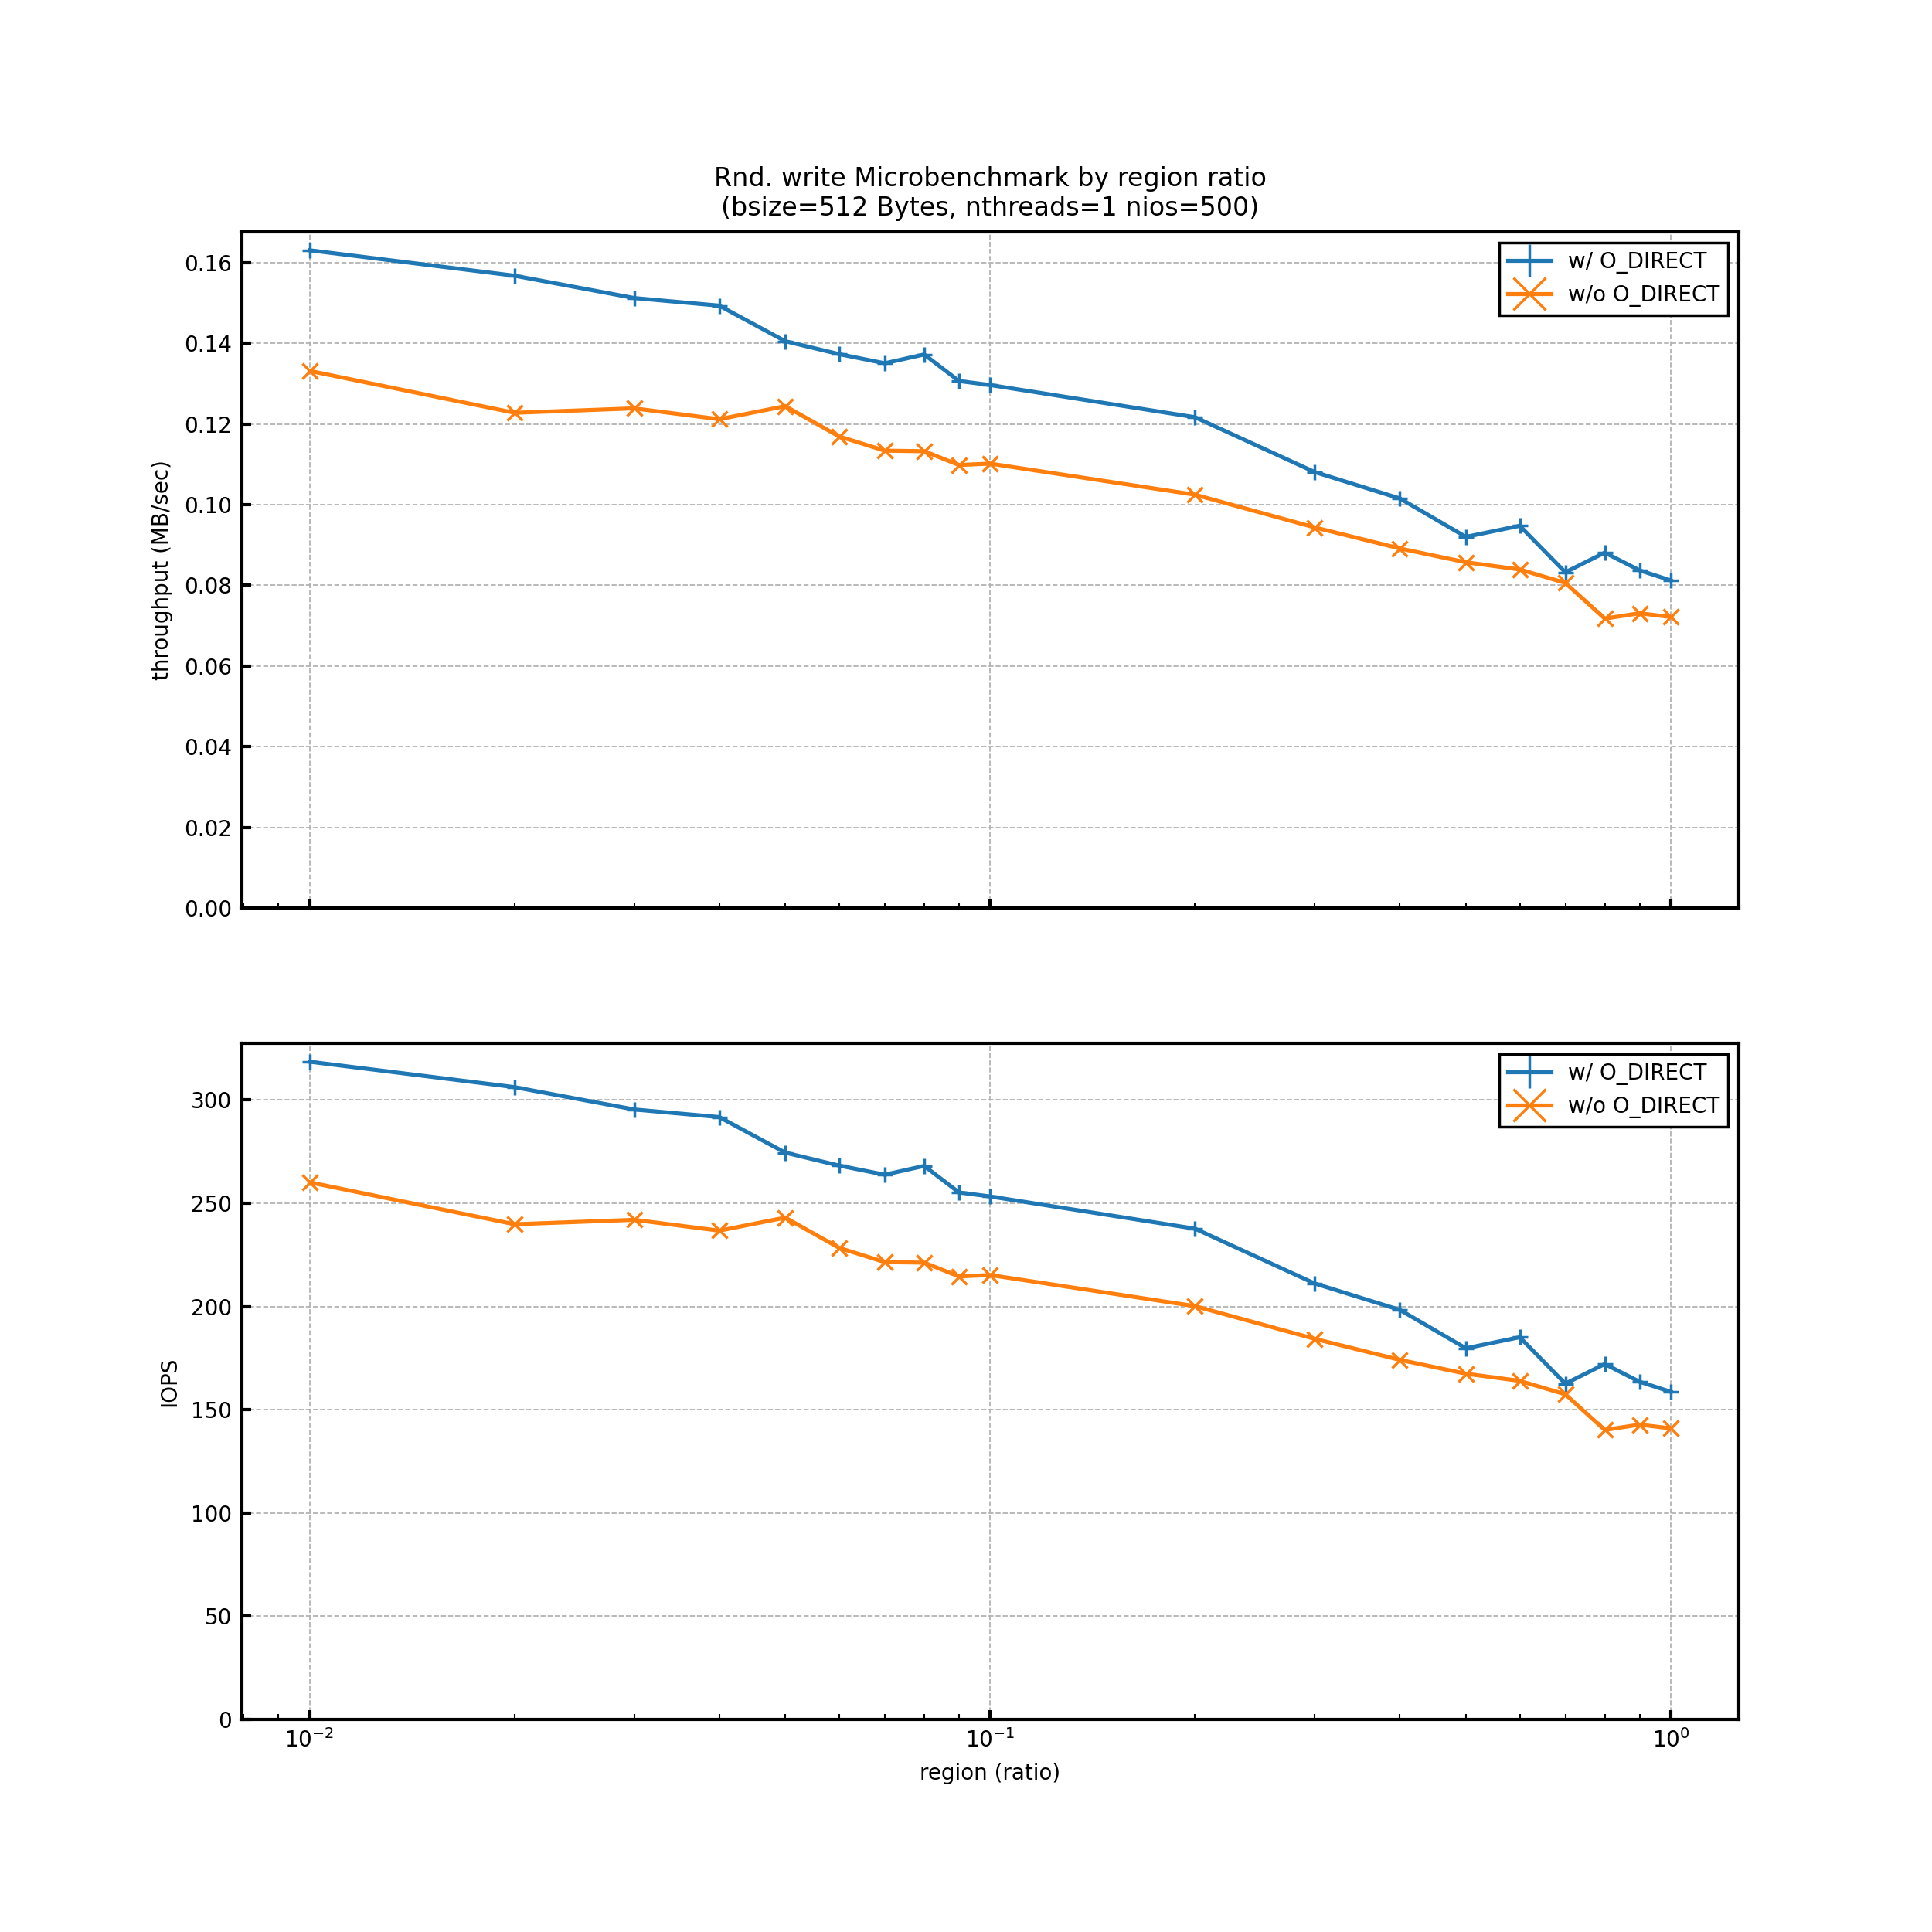 Rnd. write Microbenchmark by region ratio
(bsize=512 Bytes, nthreads=1 nios=500)
w/ O_DIRECT
w/o O_DIRECT
throughput (MB/sec)
0.16
0.14
0.12
0.10
0.08
0.06
0.04
0.02
0.00
w/ O_DIRECT
w/o O_DIRECT
IOPS
300
250
200
150
100
50
0
10⁻² 10⁻¹ 10⁰
region (ratio)